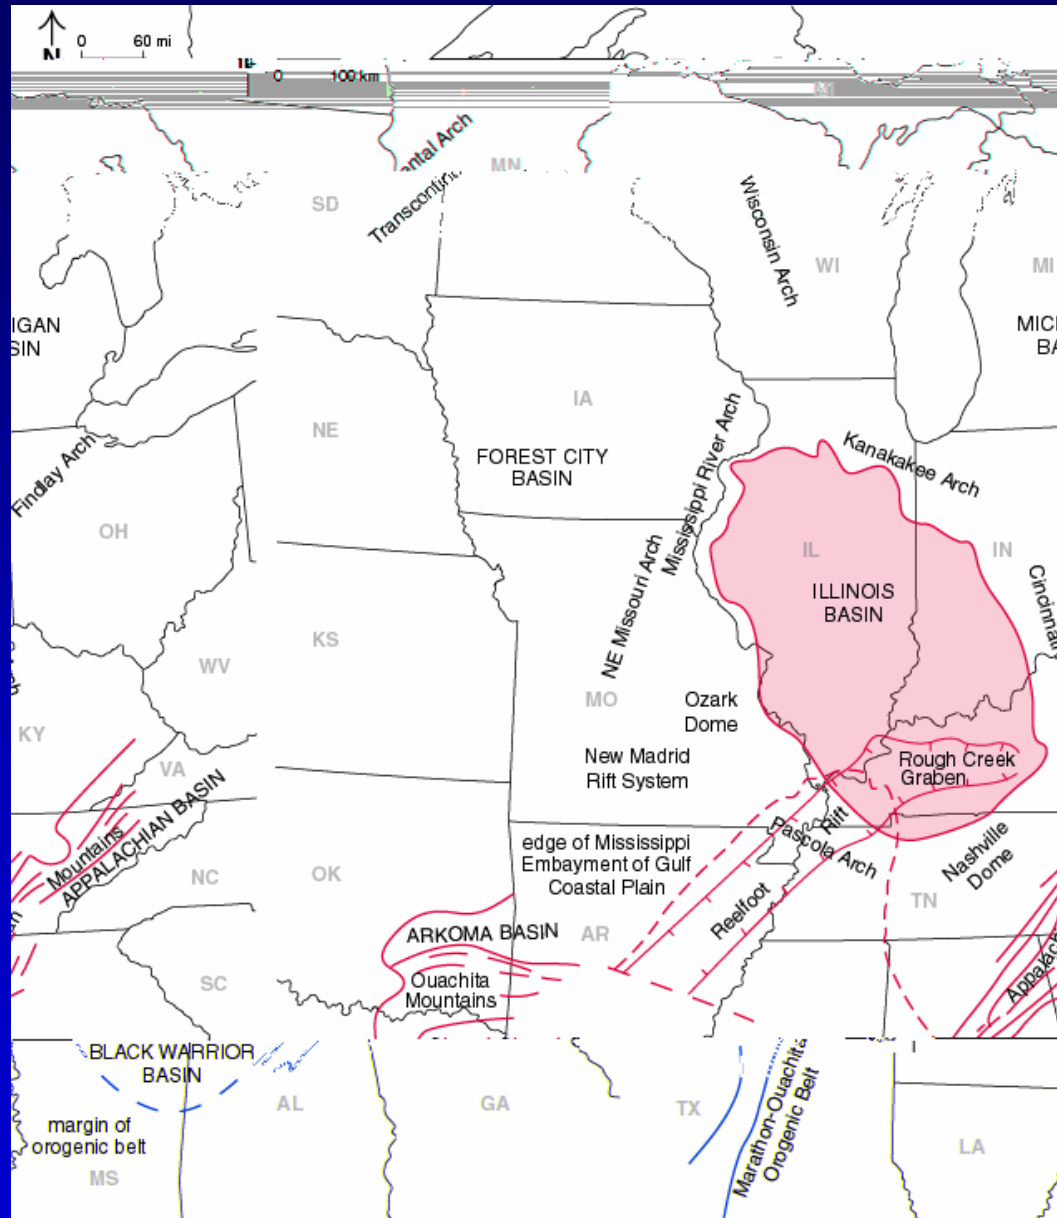 N
0 60 mi
0 100 km
Transcontin
ental Arch
MN
SD
Wisconsin Arch
WI
MI
IGAN
SIN
MICH
BA
IA
NE
Mississippi River Arch
Kanakakee Arch
FOREST CITY
BASIN
Findlay Arch
OH
IL
IN
ILLINOIS
BASIN
Cincinnati
NE Missouri Arch
KS
WV
MO
Ozark
Dome
KY
VA
New Madrid
Rift System
Rough Creek
Graben
APPALACHIAN BASIN
Mountains
edge of Mississippi
Embayment of Gulf
Coastal Plain
Rift
Pascola Arch
Nashville
Dome
NC
OK
TN
Reelfoot
ARKOMA BASIN
AR
Ouachita
Mountains
SC
Appalac
BLACK WARRIOR
BASIN
AL
GA
TX
Marathon-Ouachita
Orogenic Belt
margin of
orogenic belt
LA
MS